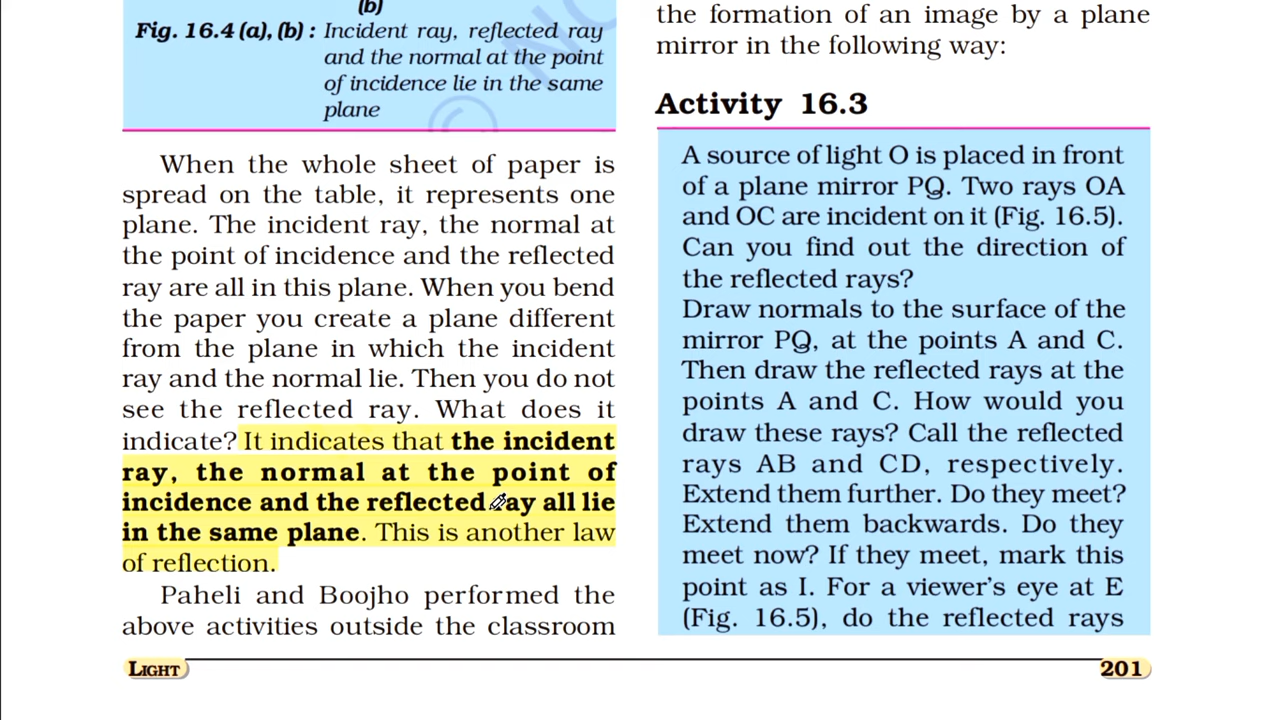 (b)
Fig. 16.4 (a), (b) : Incident ray, reflected ray
and the normal at the point
of incidence lie in the same
plane
When the whole sheet of paper is
spread on the table, it represents one
plane. The incident ray, the normal at
the point of incidence and the reflected
ray are all in this plane. When you bend
the paper you create a plane different
from the plane in which the incident
ray and the normal lie. Then you do not
see the reflected ray. What does it
indicate? It indicates that the incident
ray, the normal at the point of
incidence and the reflected ray all lie
in the same plane. This is another law
of reflection.
Paheli and Boojho performed the
above activities outside the classroom
the formation of an image by a plane
mirror in the following way:
Activity 16.3
A source of light O is placed in front
of a plane mirror PQ. Two rays OA
and OC are incident on it (Fig. 16.5).
Can you find out the direction of
the reflected rays?
Draw normals to the surface of the
mirror PQ, at the points A and C.
Then draw the reflected rays at the
points A and C. How would you
draw these rays? Call the reflected
rays AB and CD, respectively.
Extend them further. Do they meet?
Extend them backwards. Do they
meet now? If they meet, mark this
point as I. For a viewer's eye at E
(Fig. 16.5), do the reflected rays
LIGHT
201